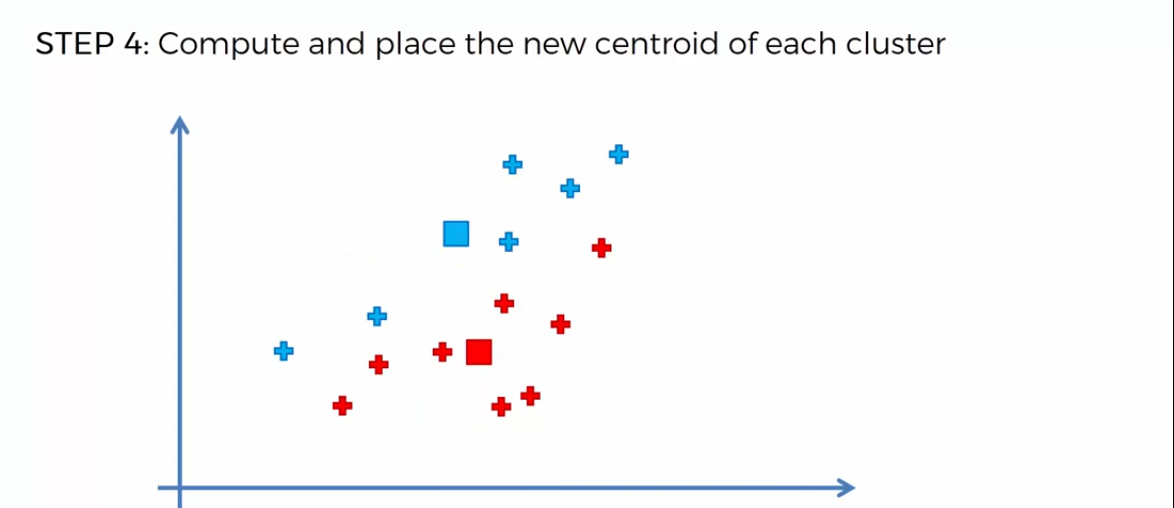 STEP 4: Compute and place the new centroid of each cluster